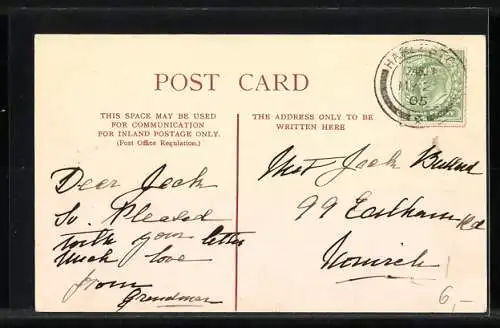 POST CARD
THIS SPACE MAY BE USED
FOR COMMUNICATION
FOR INLAND POSTAGE ONLY.
(Post Office Regulation.)
THE ADDRESS ONLY TO BE
WRITTEN HERE
05
Dear Jack
So Pleased
with your letter
Much love
from
Grandmar
Jack
99 Eastham Rd
Norwich
6,-